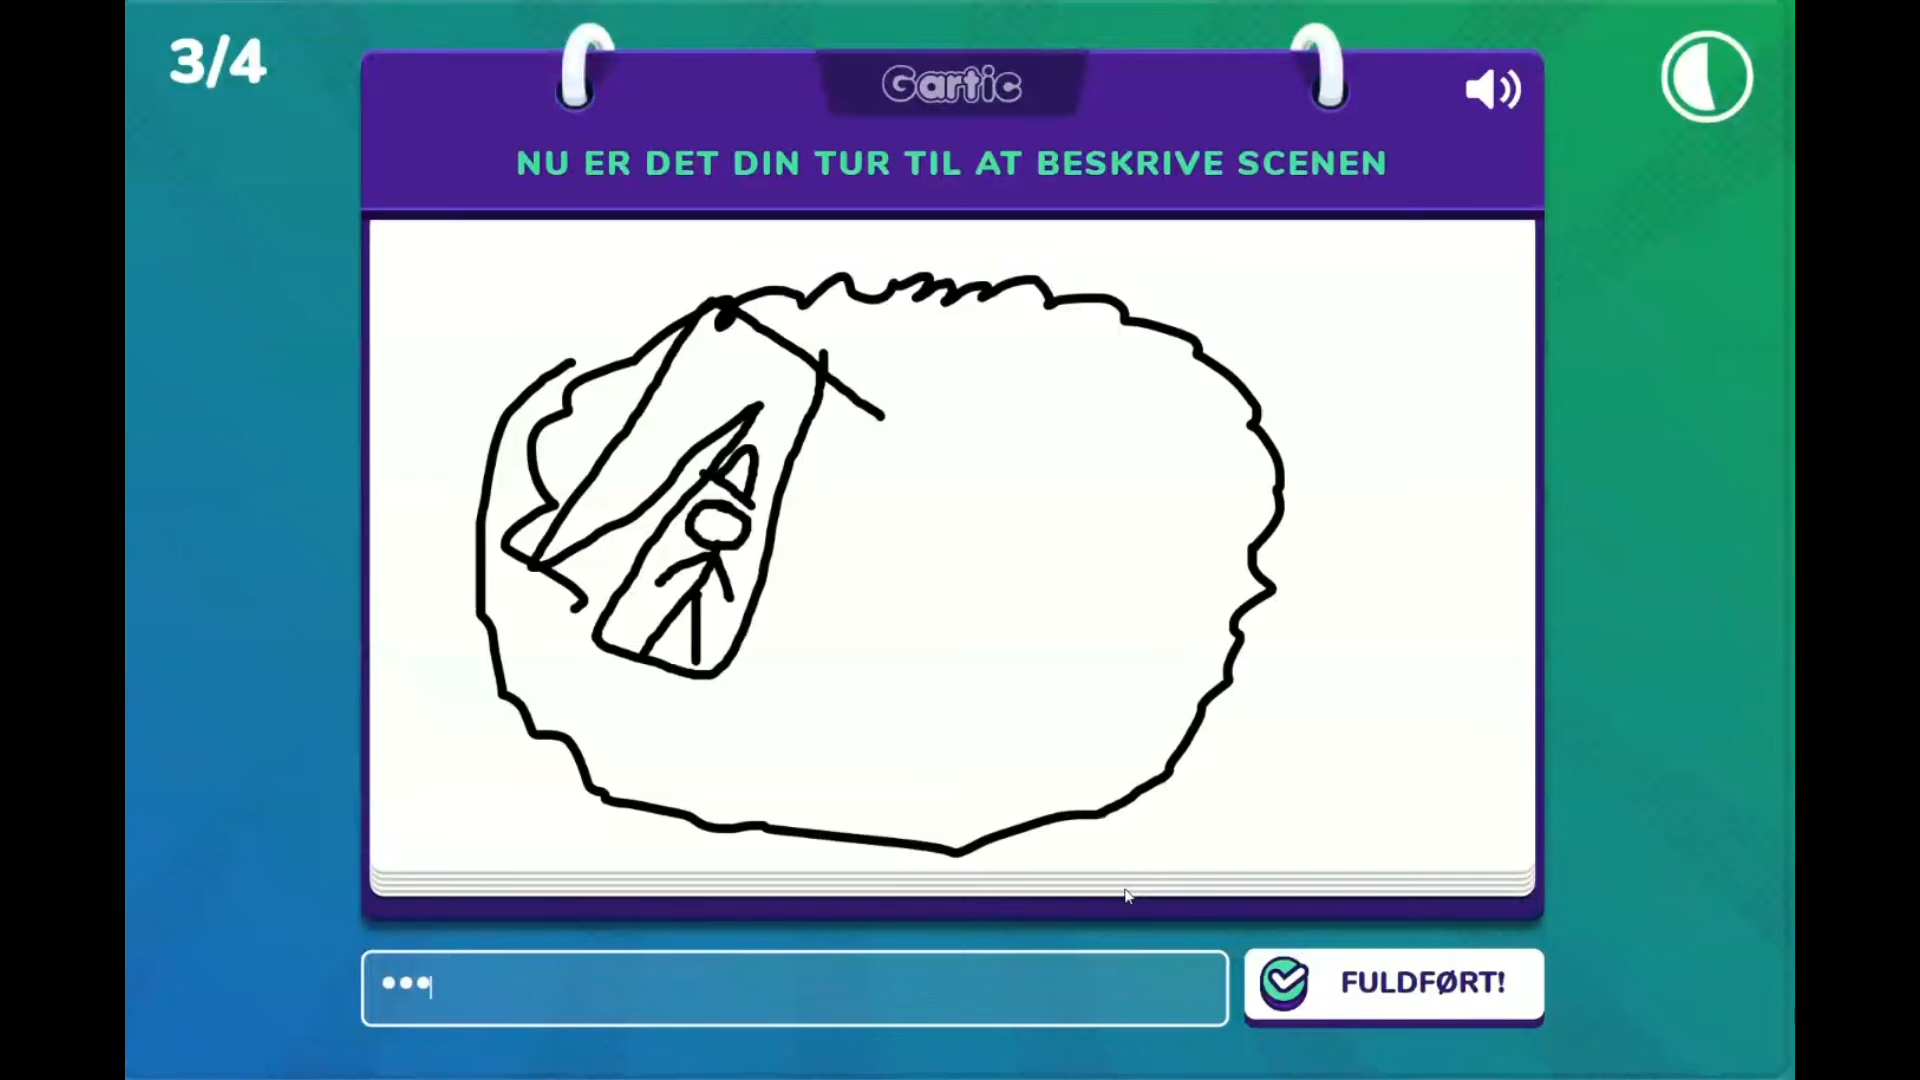 3/4
Gartic
NU ER DET DIN TUR TIL AT BESKRIVE SCENEN
•••
FULDFØRT!